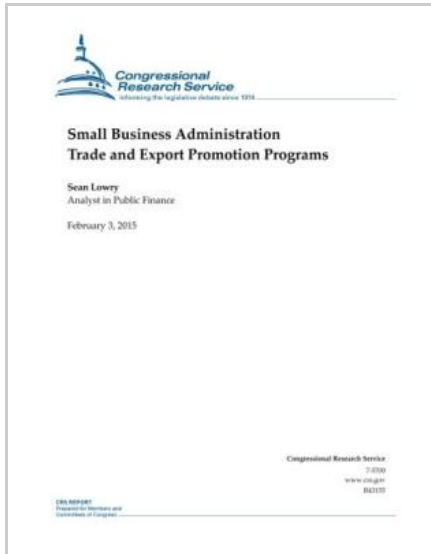 Congressional
Research Service
Informing the legislative debate since 1914
Small Business Administration
Trade and Export Promotion Programs
Sean Lowry
Analyst in Public Finance
February 3, 2015
Congressional Research Service
7-5700
www.crs.gov
R43155
CRS REPORT
Prepared for Members and
Committees of Congress